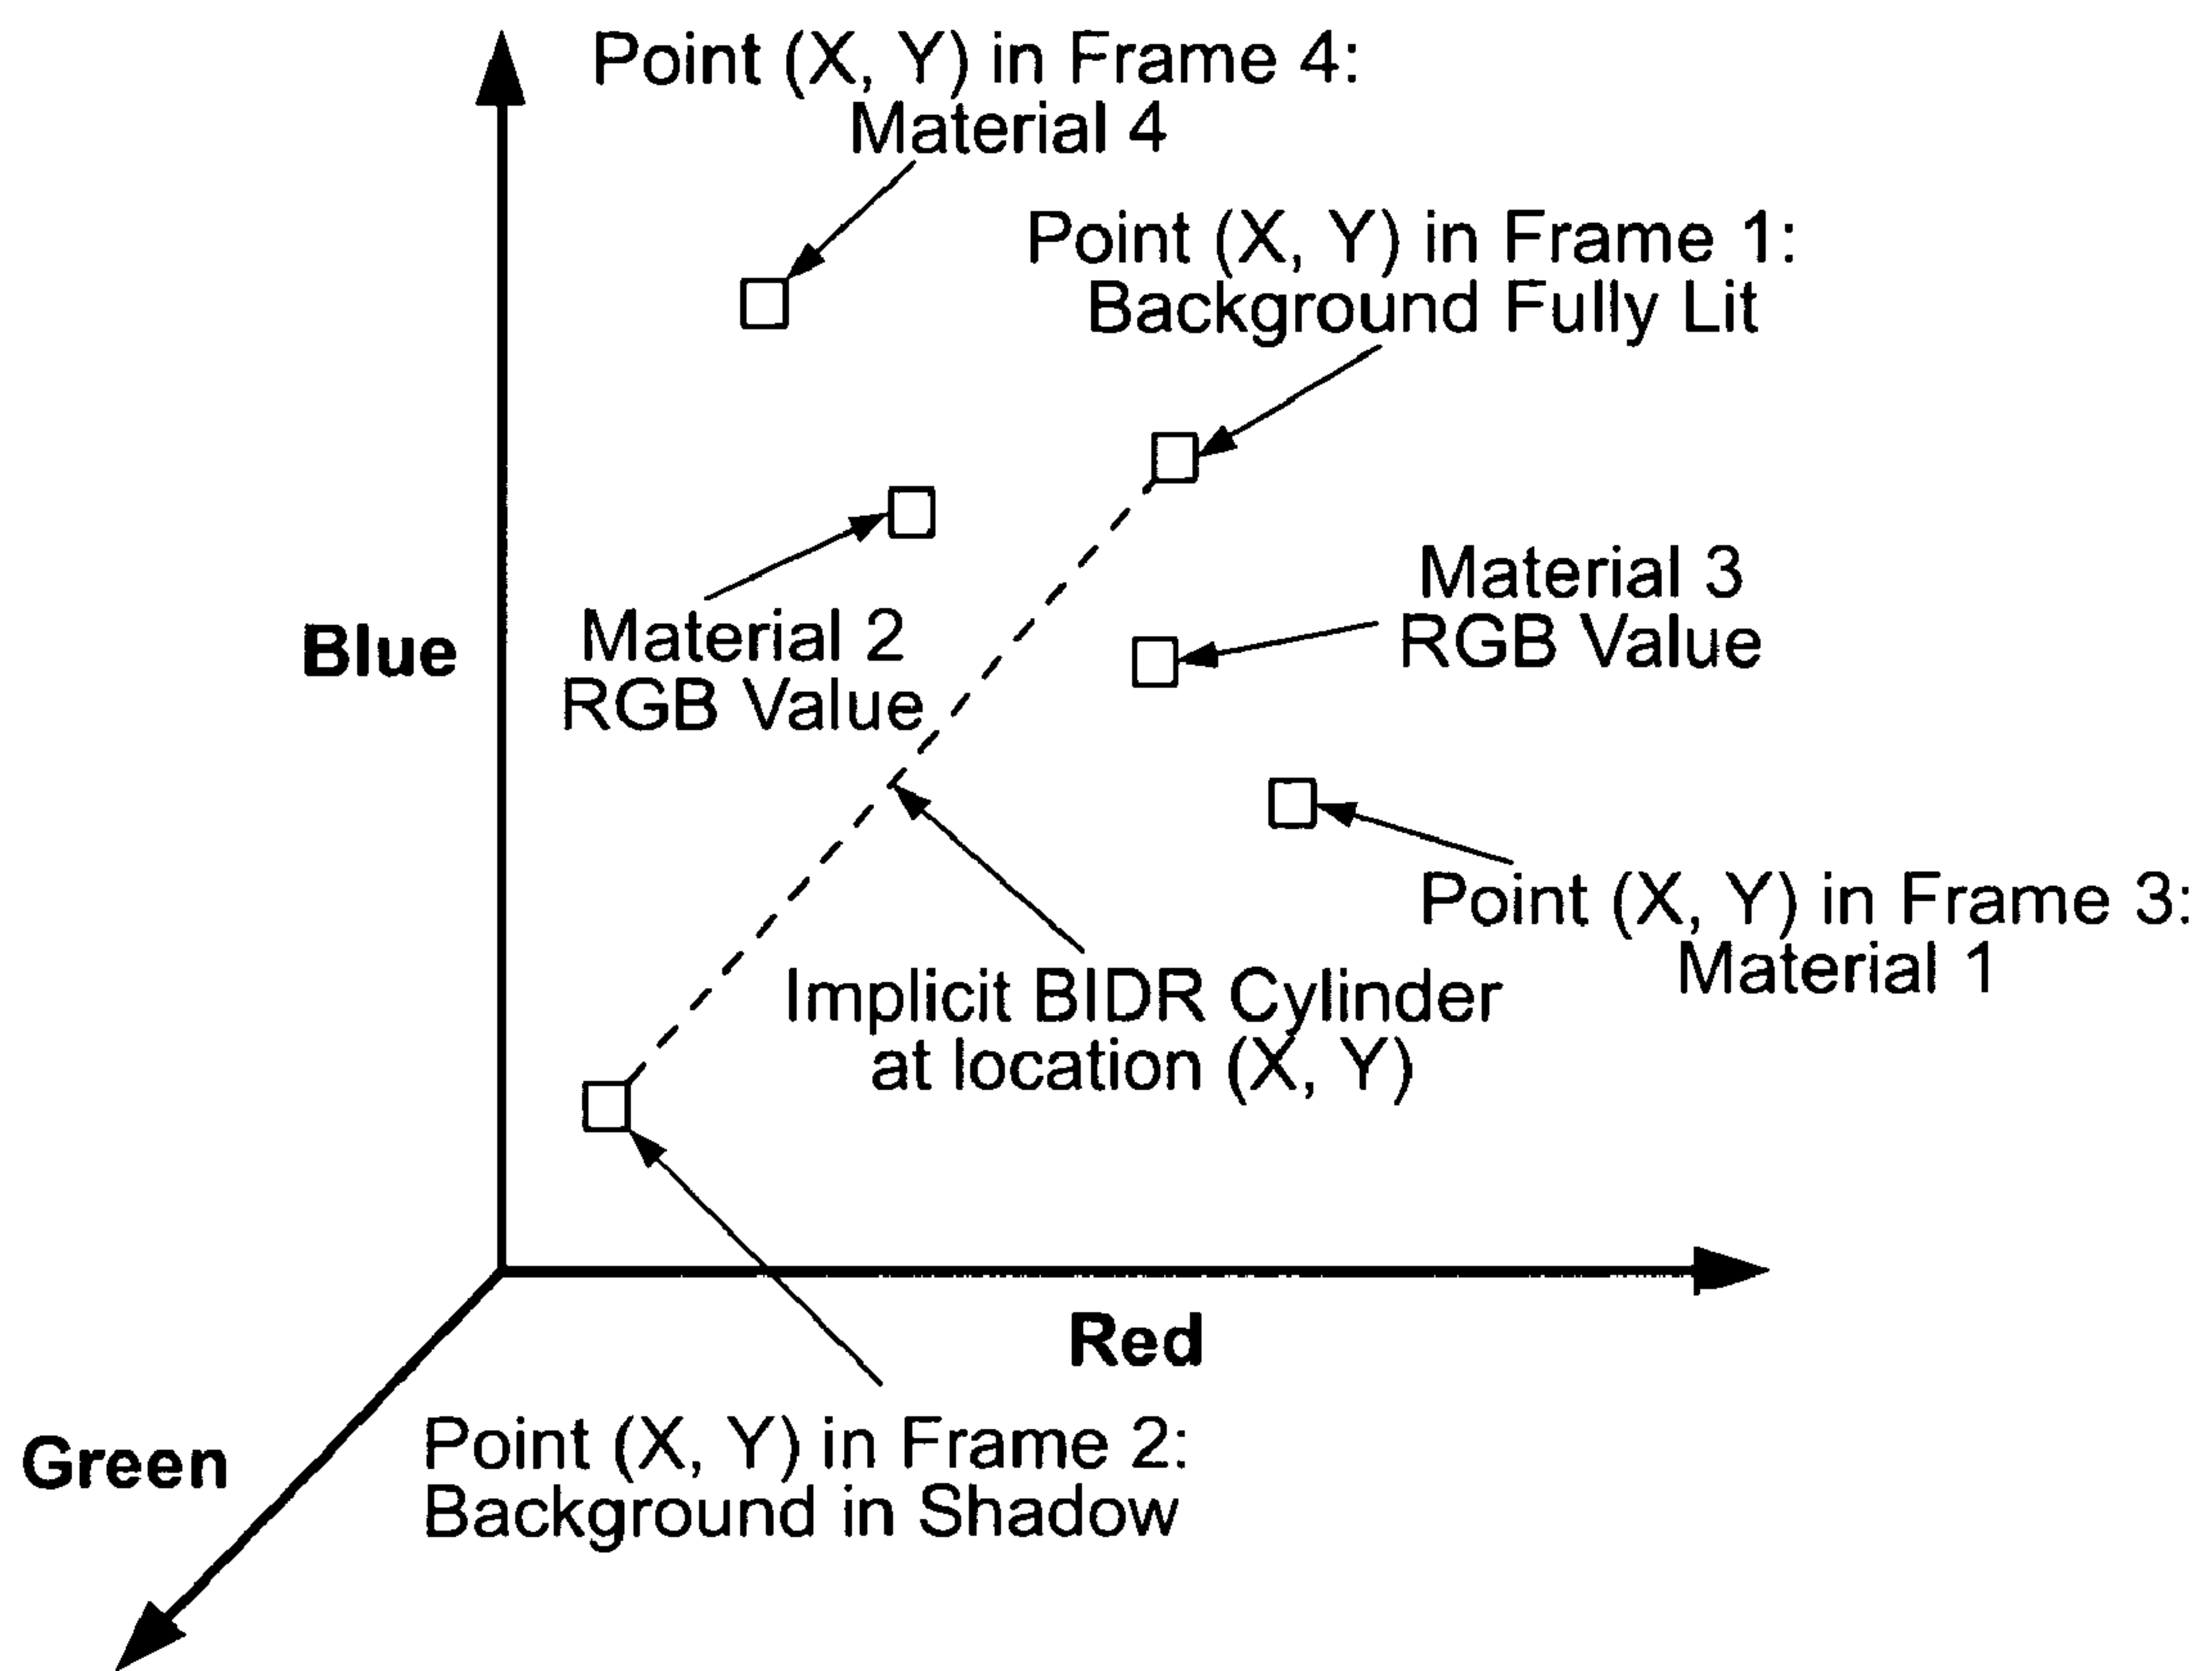 Point (X, Y) in Frame 4:
Material 4
Point (X, Y) in Frame 1:
Background Fully Lit
Material 3
RGB Value
Blue
Material 2
RGB Value
Point (X, Y) in Frame 3:
Material 1
Implicit BIDR Cylinder
at location (X, Y)
Red
Green
Point (X, Y) in Frame 2:
Background in Shadow